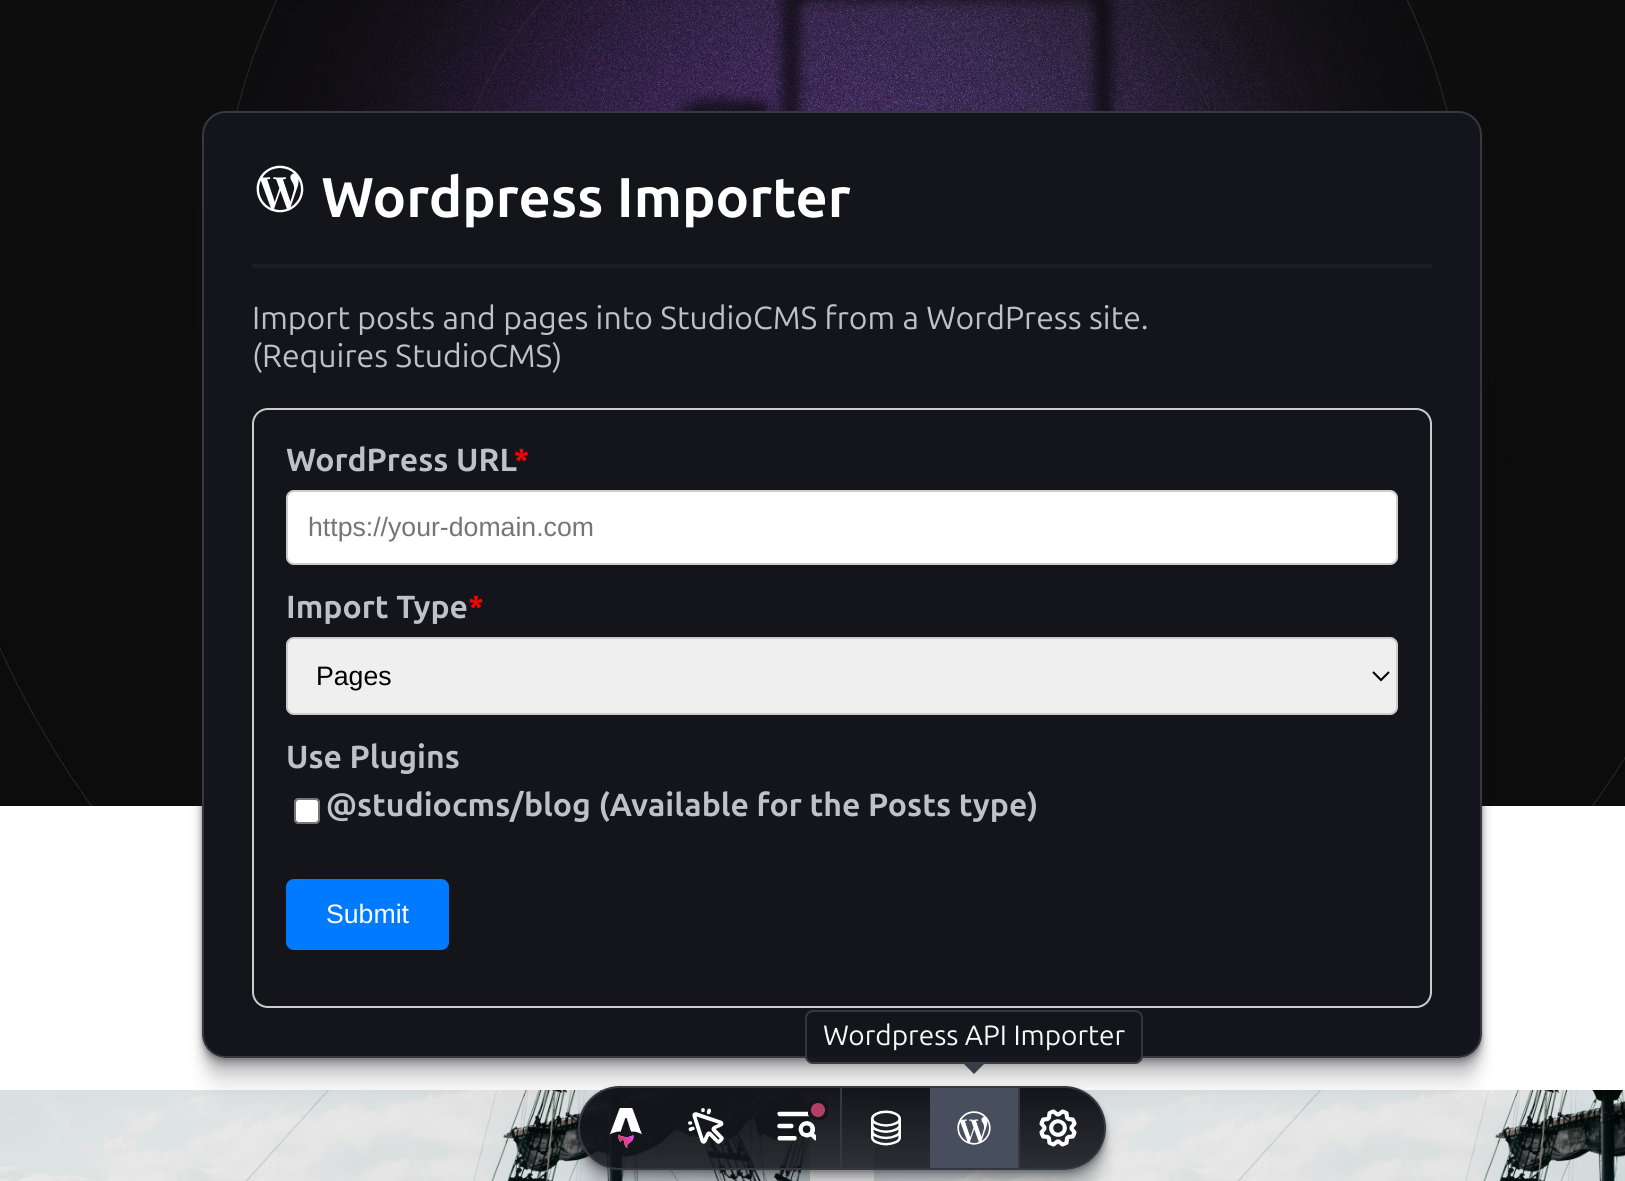 Wordpress Importer
Import posts and pages into StudioCMS from a WordPress site.
(Requires StudioCMS)
WordPress URL*
https://your-domain.com
Import Type*
Pages
Use Plugins
@studiocms/blog (Available for the Posts type)
Submit
Wordpress API Importer